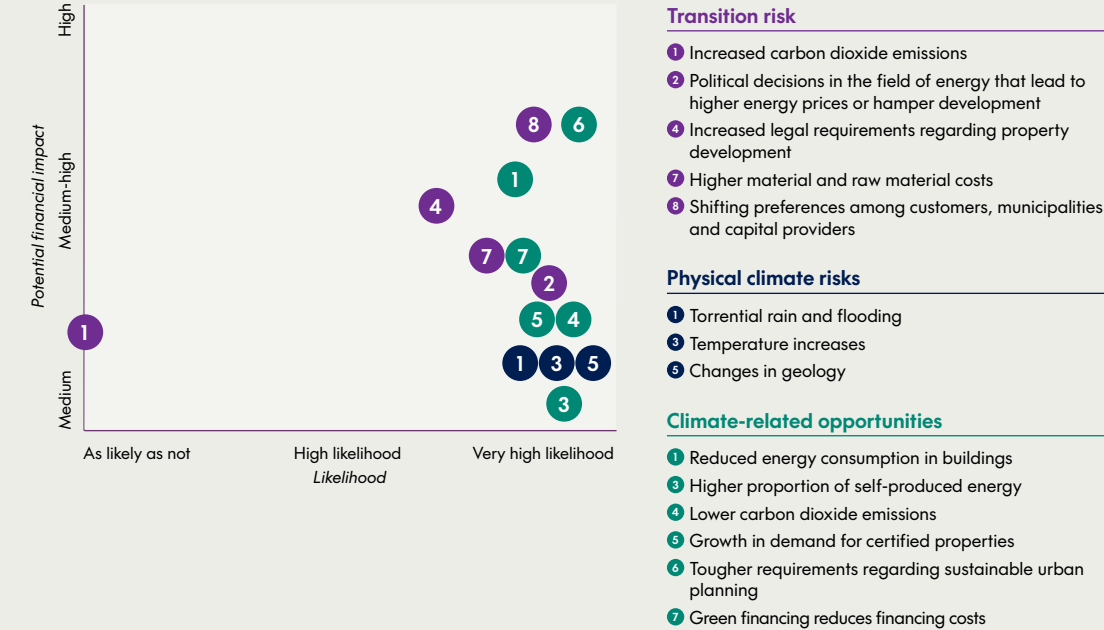 High
Medium-high
Medium
Potential financial impact
8 6
1
4
7 7
2
5 4
1
1 3 5
3
As likely as not
High likelihood
Very high likelihood
Likelihood
Transition risk
1 Increased carbon dioxide emissions
2 Political decisions in the field of energy that lead to
higher energy prices or hamper development
4 Increased legal requirements regarding property
development
7 Higher material and raw material costs
8 Shifting preferences among customers, municipalities
and capital providers
Physical climate risks
1 Torrential rain and flooding
3 Temperature increases
5 Changes in geology
Climate-related opportunities
1 Reduced energy consumption in buildings
3 Higher proportion of self-produced energy
4 Lower carbon dioxide emissions
5 Growth in demand for certified properties
6 Tougher requirements regarding sustainable urban
planning
7 Green financing reduces financing costs